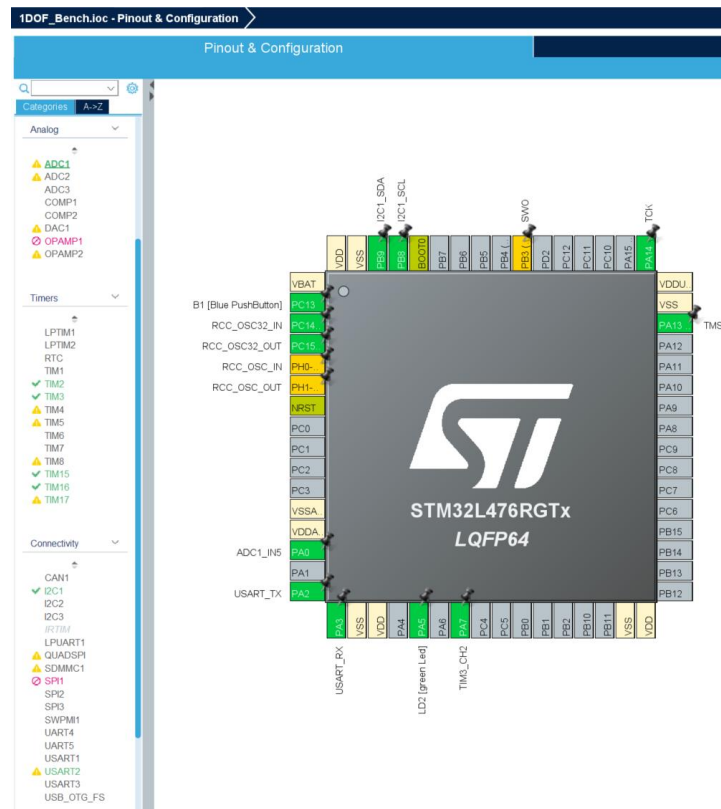 1DOF_Bench.ioc - Pinout & Configuration
Pinout & Configuration
Categories A->Z
Analog
ADC1
ADC2
ADC3
COMP1
COMP2
DAC1
OPAMP1
OPAMP2
Timers
LPTIM1
LPTIM2
RTC
TIM1
TIM2
TIM3
TIM4
TIM5
TIM6
TIM7
TIM8
TIM15
TIM16
TIM17
Connectivity
CAN1
I2C1
I2C2
I2C3
IRTIM
LPUART1
QUADSPI
SDMMC1
SPI1
SPI2
SPI3
SWPMI1
UART4
UART5
USART1
USART2
USART3
USB_OTG_FS
I2C1_SDA
I2C1_SCL
SWO
TCK
VDD
VSS
PB9
PB8
BOOT0
PB7
PB6
PB5
PB4 (..
PB3 (
PD2
PC12
PC11
PC10
PA15
PA14
VBAT
B1 [Blue PushButton] PC13
RCC_OSC32_IN PC14
RCC_OSC32_OUT PC15
RCC_OSC_IN PH0-
RCC_OSC_OUT PH1-
NRST
PC0
PC1
PC2
PC3
VSSA
VDDA
ADC1_IN5 PA0
PA1
USART_TX PA2
ST
STM32L476RGTx
LQFP64
VDDU..
VSS
PA13 TMS
PA12
PA11
PA10
PA9
PA8
PC9
PC8
PC7
PC6
PB15
PB14
PB13
PB12
PA3
VSS
VDD
PA4
PA5
PA6
PA7
PC4
PC5
PB0
PB1
PB2
PB10
PB11
VSS
VDD
USART_RX
LD2 [green Led]
TIM3_CH2